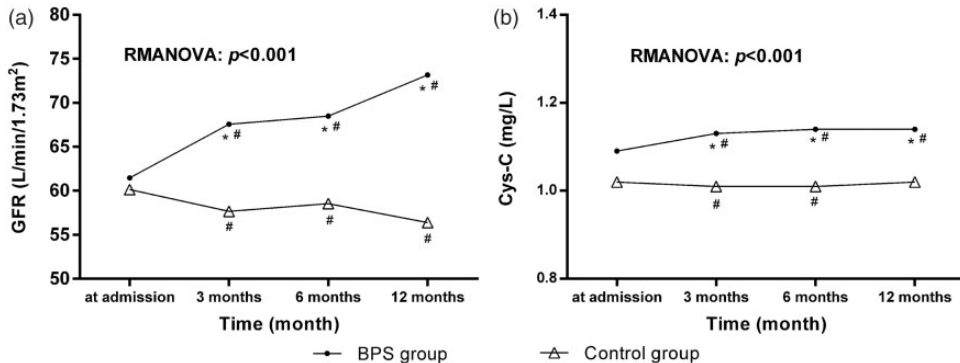 (a)
RMANOVA: p<0.001
GFR (L/min/1.73m²)
80
75
70
65
60
55
50
* #
* #
* #
#
#
#
at admission 3 months 6 months 12 months
Time (month)
(b)
RMANOVA: p<0.001
Cys-C (mg/L)
1.4
1.2
1.0
0.8
* #
* #
* #
#
#
at admission 3 months 6 months 12 months
Time (month)
BPS group
Control group